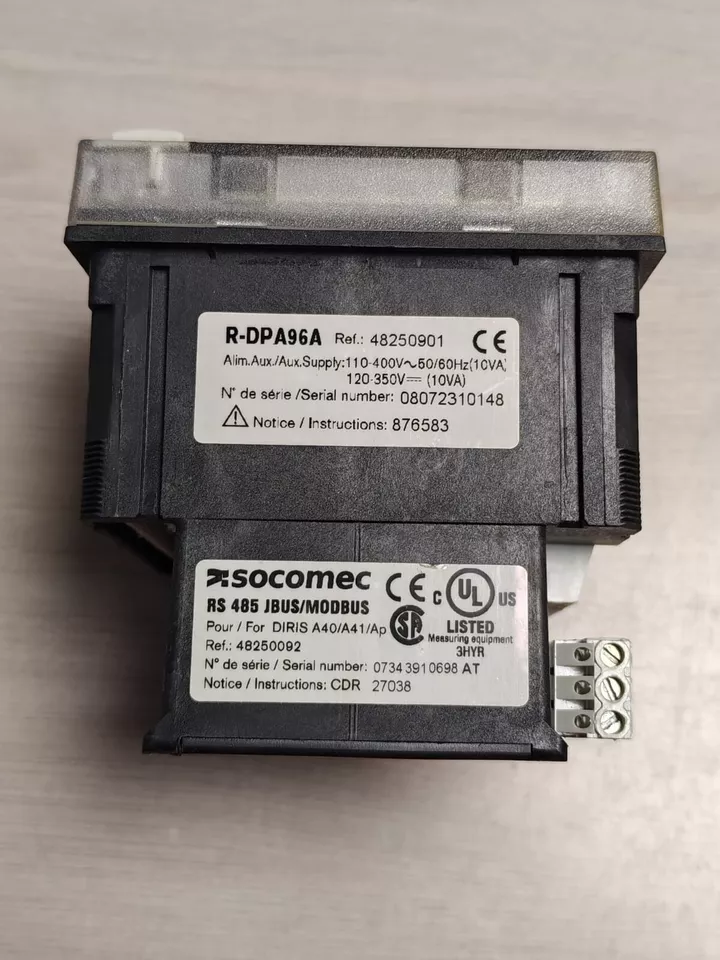 R-DPA96A Ref.: 48250901 CE
Alim.Aux./Aux.Supply:110-400V∼50/60Hz(10VA)
120-350V⎓ (10VA)
N° de série /Serial number: 08072310148
Notice / Instructions: 876583
socomec CE C UL US
RS 485 JBUS/MODBUS SA LISTED
Pour / For DIRIS A40/A41/Ap Measuring equipment
Ref.: 48250092 3HYR
N° de série / Serial number: 07343910698 AT
Notice / Instructions: CDR 27038